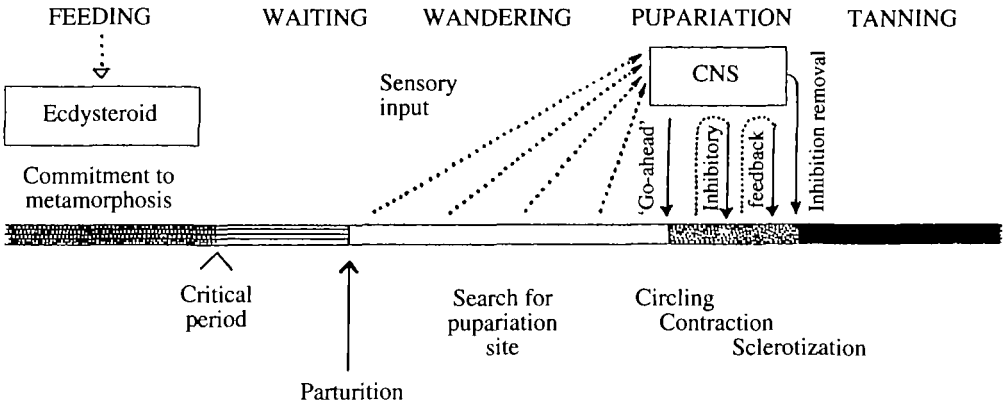 FEEDING
WAITING
WANDERING
PUPARIATION
TANNING
Ecdysteroid
Sensory
input
CNS
'Go-ahead'
Inhibitory
feedback
Inhibition removal
Commitment to
metamorphosis
Critical
period
Parturition
Search for
pupariation
site
Circling
Contraction
Sclerotization